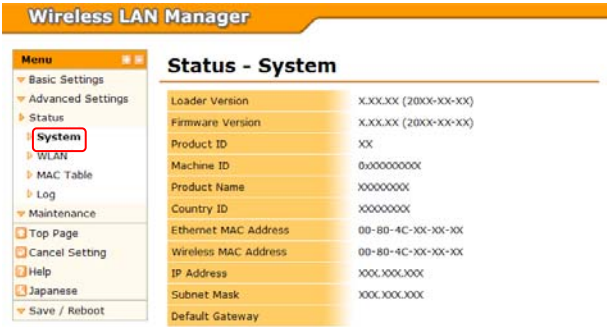 Wireless LAN Manager
Menu
Basic Settings
Advanced Settings
Status
System
WLAN
MAC Table
Log
Maintenance
Top Page
Cancel Setting
Help
Japanese
Save / Reboot
Status - System
Loader Version X.XX.XX (20XX-XX-XX)
Firmware Version X.XX.XX (20XX-XX-XX)
Product ID XX
Machine ID 0xXXXXXXXX
Product Name XXXXXXXX
Country ID XXXXXXXX
Ethernet MAC Address 00-80-4C-XX-XX-XX
Wireless MAC Address 00-80-4C-XX-XX-XX
IP Address XXX.XXX.XXX
Subnet Mask XXX.XXX.XXX
Default Gateway